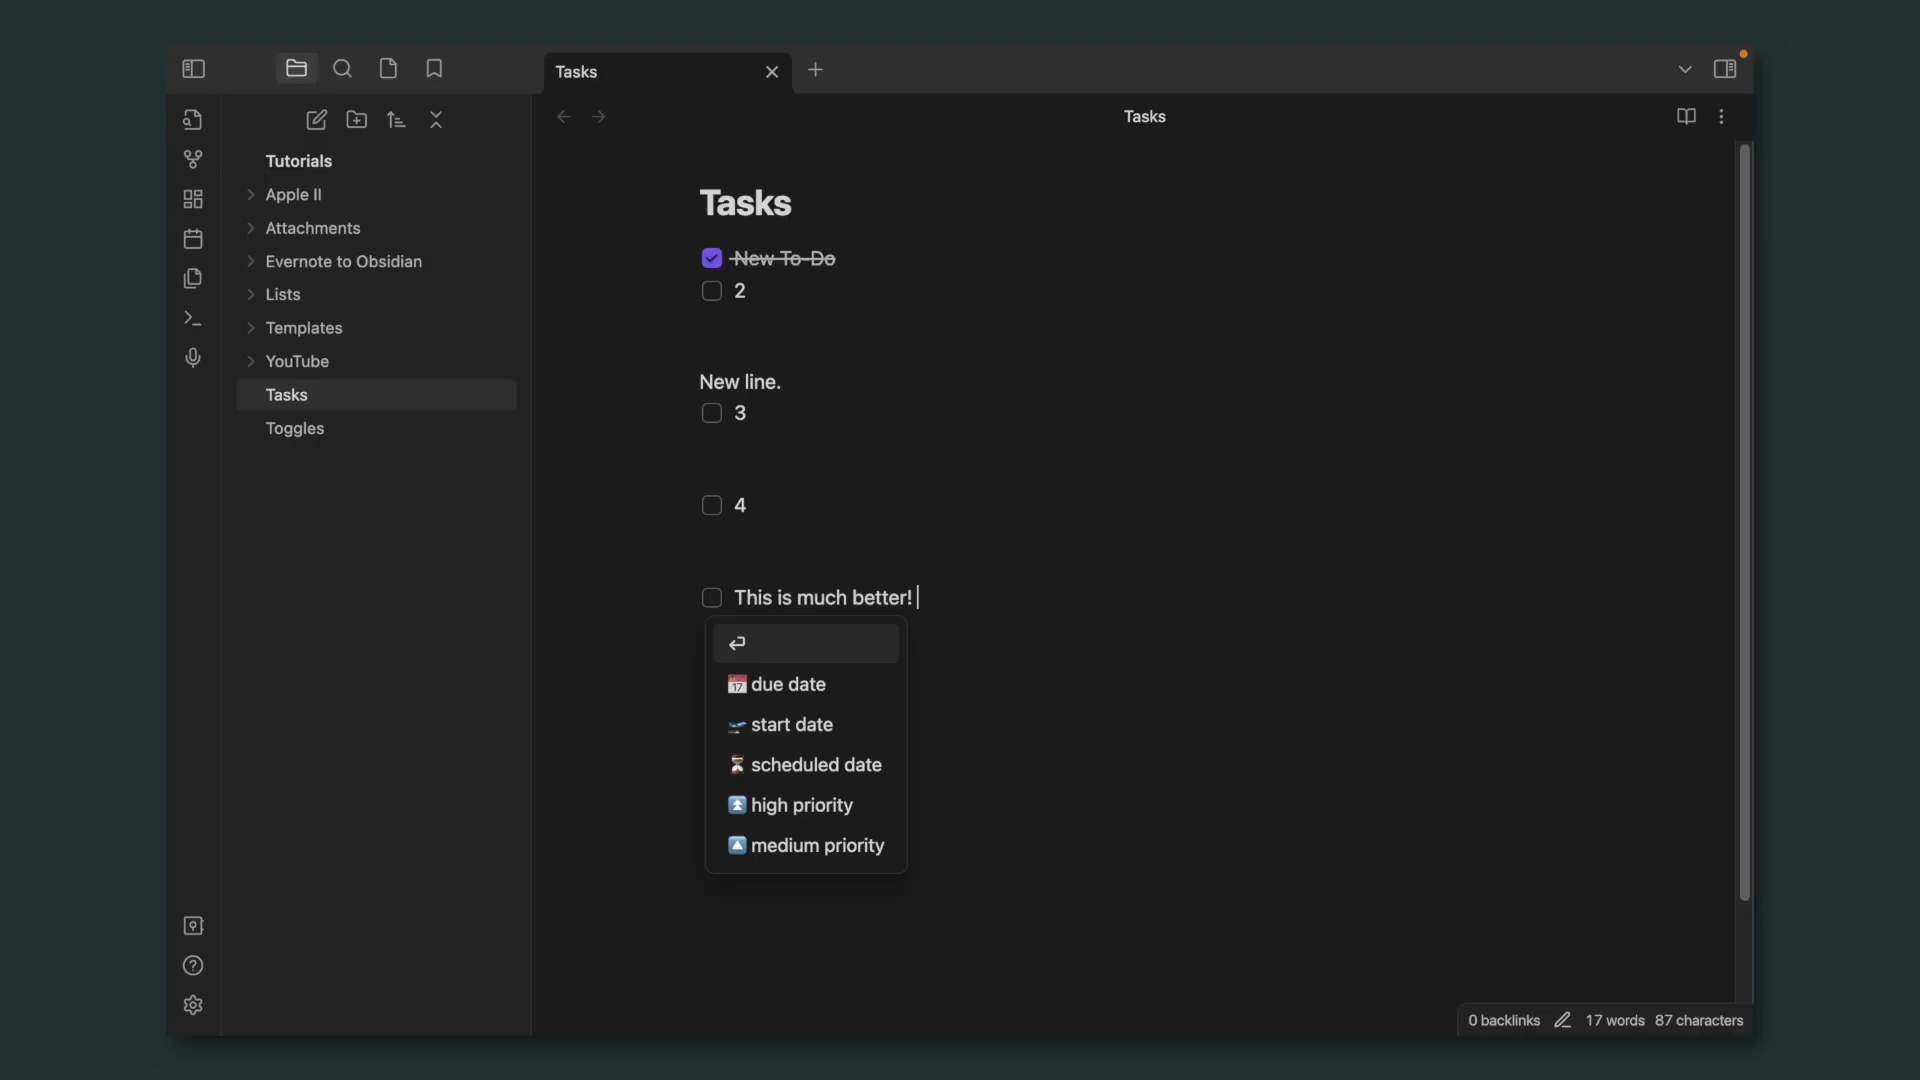 Tasks
Tasks
Tutorials
Apple II
Attachments
Evernote to Obsidian
Lists
Templates
YouTube
Tasks
Toggles
Tasks
New To-Do
2
New line.
3
4
This is much better!
17 due date
start date
scheduled date
high priority
medium priority
0 backlinks 17 words 87 characters